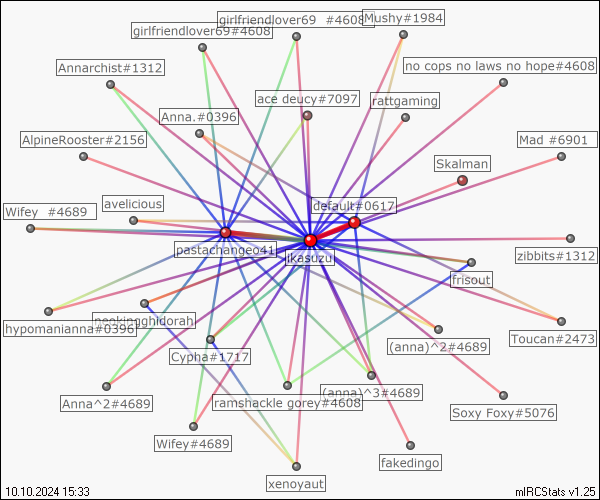 girlfriendlover69 #4608
Mushy#1984
girlfriendlover69#4608
Annarchist#1312
no cops no laws no hope#4608
ace deucy#7097
rattgaming
Anna.#0396
AlpineRooster#2156
Mad #6901
Skalman
avelicious
default#0617
Wifey #4689
pastachangeo41
jkasuzu
zibbits#1312
frisout
hypomanianna#0396
Toucan#2473
(anna)^2#4689
Cypha#1717
(anna)^3#4689
Anna^2#4689
ramshackle gorey#4608
Soxy Foxy#5076
Wifey#4689
fakedingo
xenoyaut
10.10.2024 15:33
mIRCStats v1.25